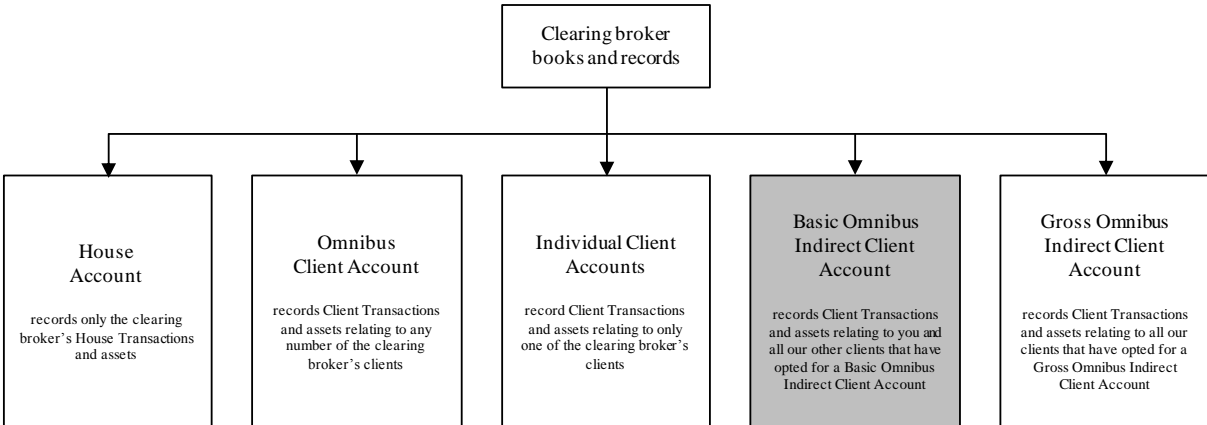 Clearing broker
books and records
House
Account
records only the clearing
broker's House Transactions
and assets
Omnibus
Client Account
records Client Transactions
and assets relating to any
number of the clearing
broker's clients
Individual Client
Accounts
record Client Transactions
and assets relating to only
one of the clearing broker's
clients
Basic Omnibus
Indirect Client
Account
records Client Transactions
and assets relating to you and
all our other clients that have
opted for a Basic Omnibus
Indirect Client Account
Gross Omnibus
Indirect Client
Account
records Client Transactions
and assets relating to all our
clients that have opted for a
Gross Omnibus Indirect
Client Account